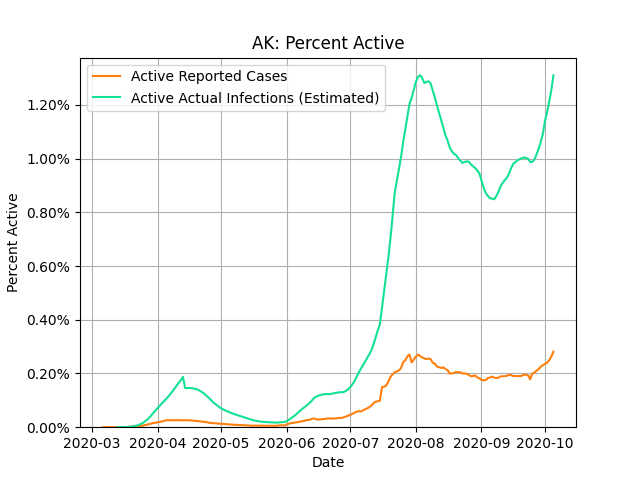 AK: Percent Active
Active Reported Cases
Active Actual Infections (Estimated)
Percent Active
1.20%
1.00%
0.80%
0.60%
0.40%
0.20%
0.00%
2020-03 2020-04 2020-05 2020-06 2020-07 2020-08 2020-09 2020-10
Date